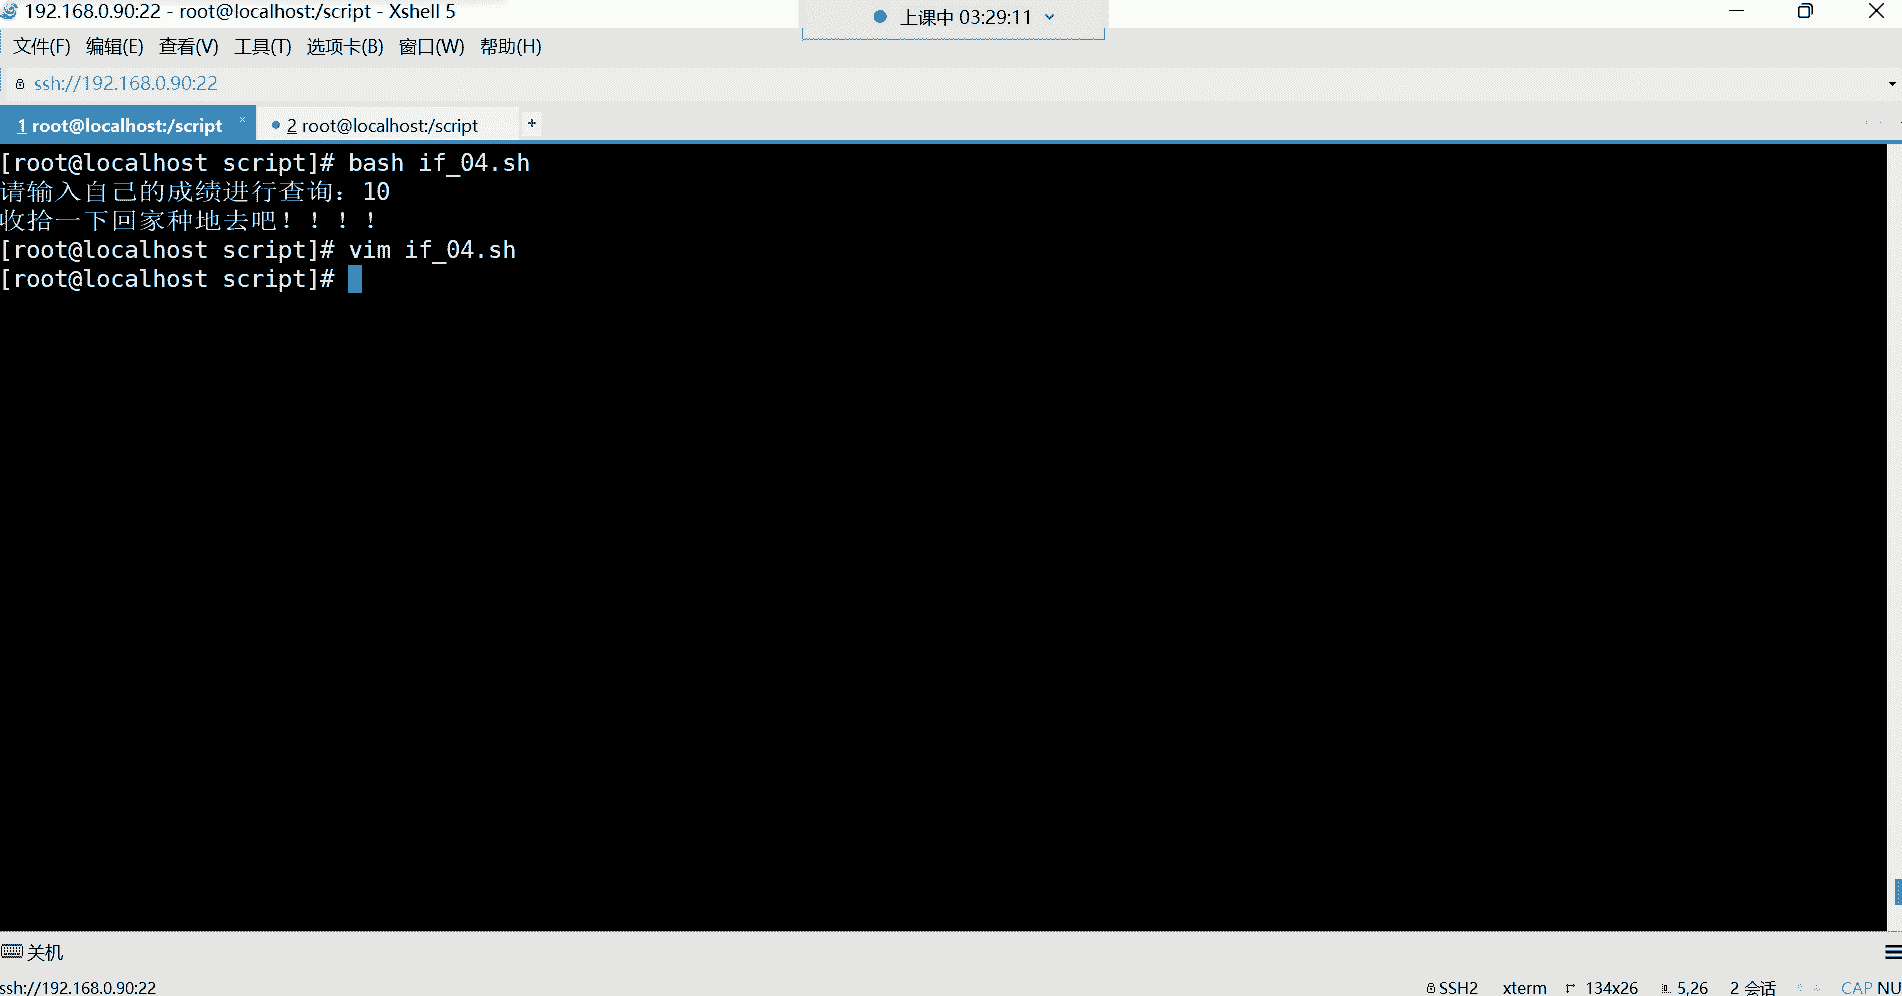 192.168.0.90:22 - root@localhost:/script - Xshell 5
上课中 03:29:11
文件(F) 编辑(E) 查看(V) 工具(T) 选项卡(B) 窗口(W) 帮助(H)
ssh://192.168.0.90:22
1 root@localhost:/script
2 root@localhost:/script
+
[root@localhost script]# bash if_04.sh
请输入自己的成绩进行查询：10
收拾一下回家种地去吧！！！！
[root@localhost script]# vim if_04.sh
[root@localhost script]#
关机
ssh://192.168.0.90:22
SSH2 xterm 134x26 5,26 2 会话 CAP NU